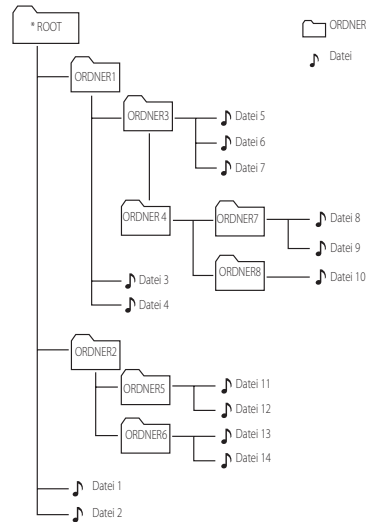 * ROOT
ORDNER
Datei
ORDNER1
ORDNER3
Datei 5
Datei 6
Datei 7
ORDNER 4
ORDNER7
Datei 8
Datei 9
ORDNER8
Datei 10
Datei 3
Datei 4
ORDNER2
ORDNER5
Datei 11
Datei 12
ORDNER6
Datei 13
Datei 14
Datei 1
Datei 2